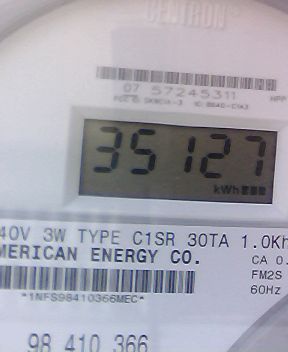 CENTRON®
07 57245311
35127
kWh
40V 3W TYPE C1SR 30TA 1.0Kh
MERICAN ENERGY CO.
CA 0.
FM2S
60Hz
*1NFS98410366MEC*
98 410 366